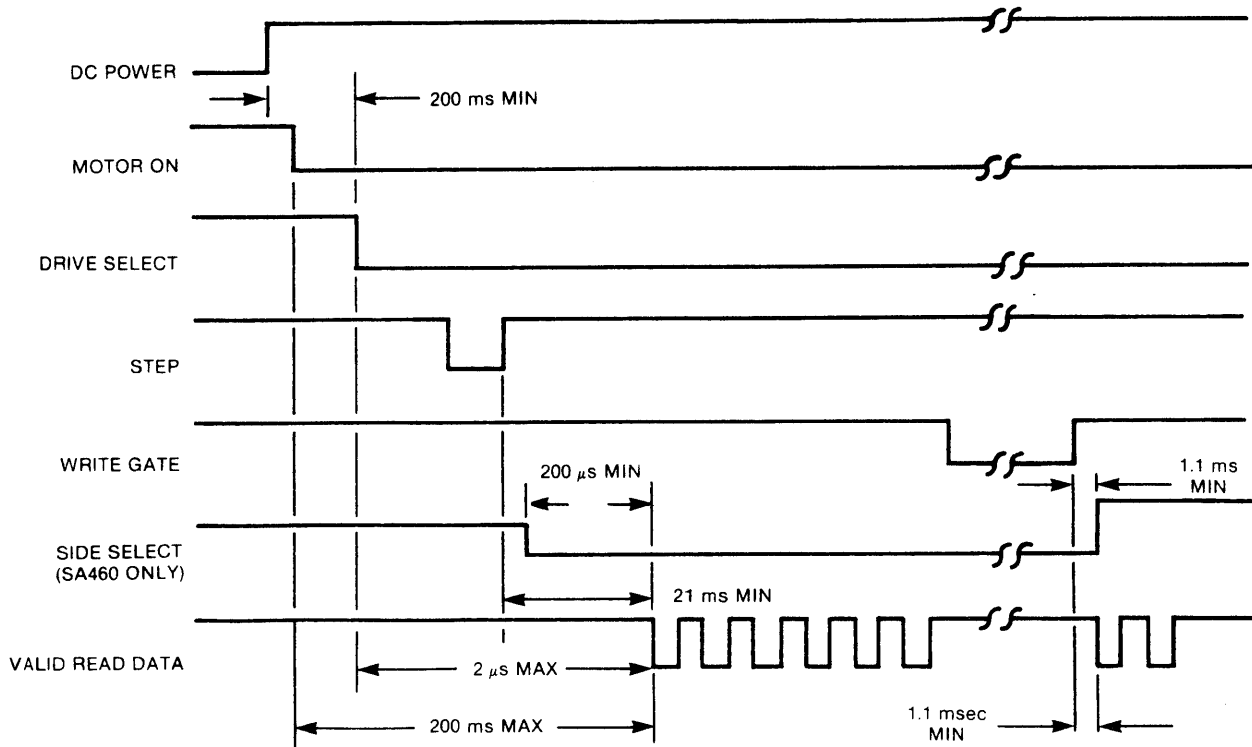 DC POWER
200 ms MIN
MOTOR ON
DRIVE SELECT
STEP
WRITE GATE
200 μs MIN
1.1 ms
MIN
SIDE SELECT
(SA460 ONLY)
21 ms MIN
VALID READ DATA
2 μs MAX
200 ms MAX
1.1 msec
MIN